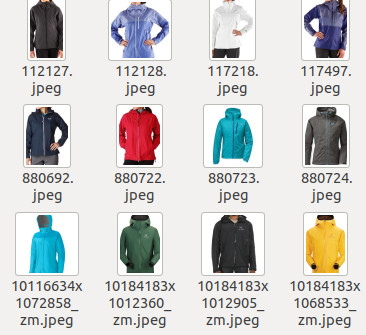 112127. 112128. 117218. 117497.
jpeg jpeg jpeg jpeg
880692. 880722. 880723. 880724.
jpeg jpeg jpeg jpeg
10116634x 10184183x 10184183x 10184183x
1072858_ 1012360_ 1012905_ 1068533_
zm.jpeg zm.jpeg zm.jpeg zm.jpeg